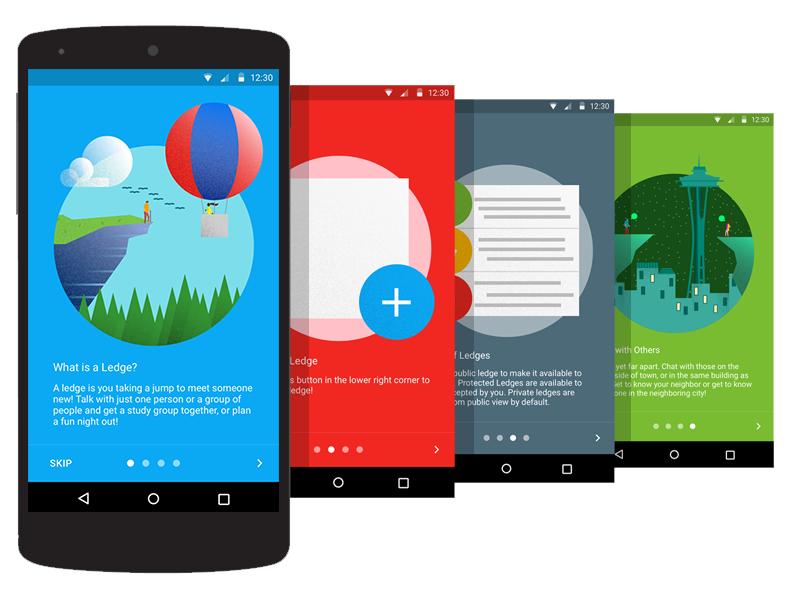 12:30
What is a Ledge?
A ledge is you taking a jump to meet someone
new! Talk with just one person or a group of
people and get a study group together, or plan
a fun night out!
SKIP
12:30
Ledge
button in the lower right corner to
ledge!
12:30
Ledges
public ledge to make it available to
Protected Ledges are available to
by you. Private ledges are
public view by default.
12:30
with Others
yet far apart. Chat with those on the
side of town, or in the same building as
Get to know your neighbor or get to know
one in the neighboring city!